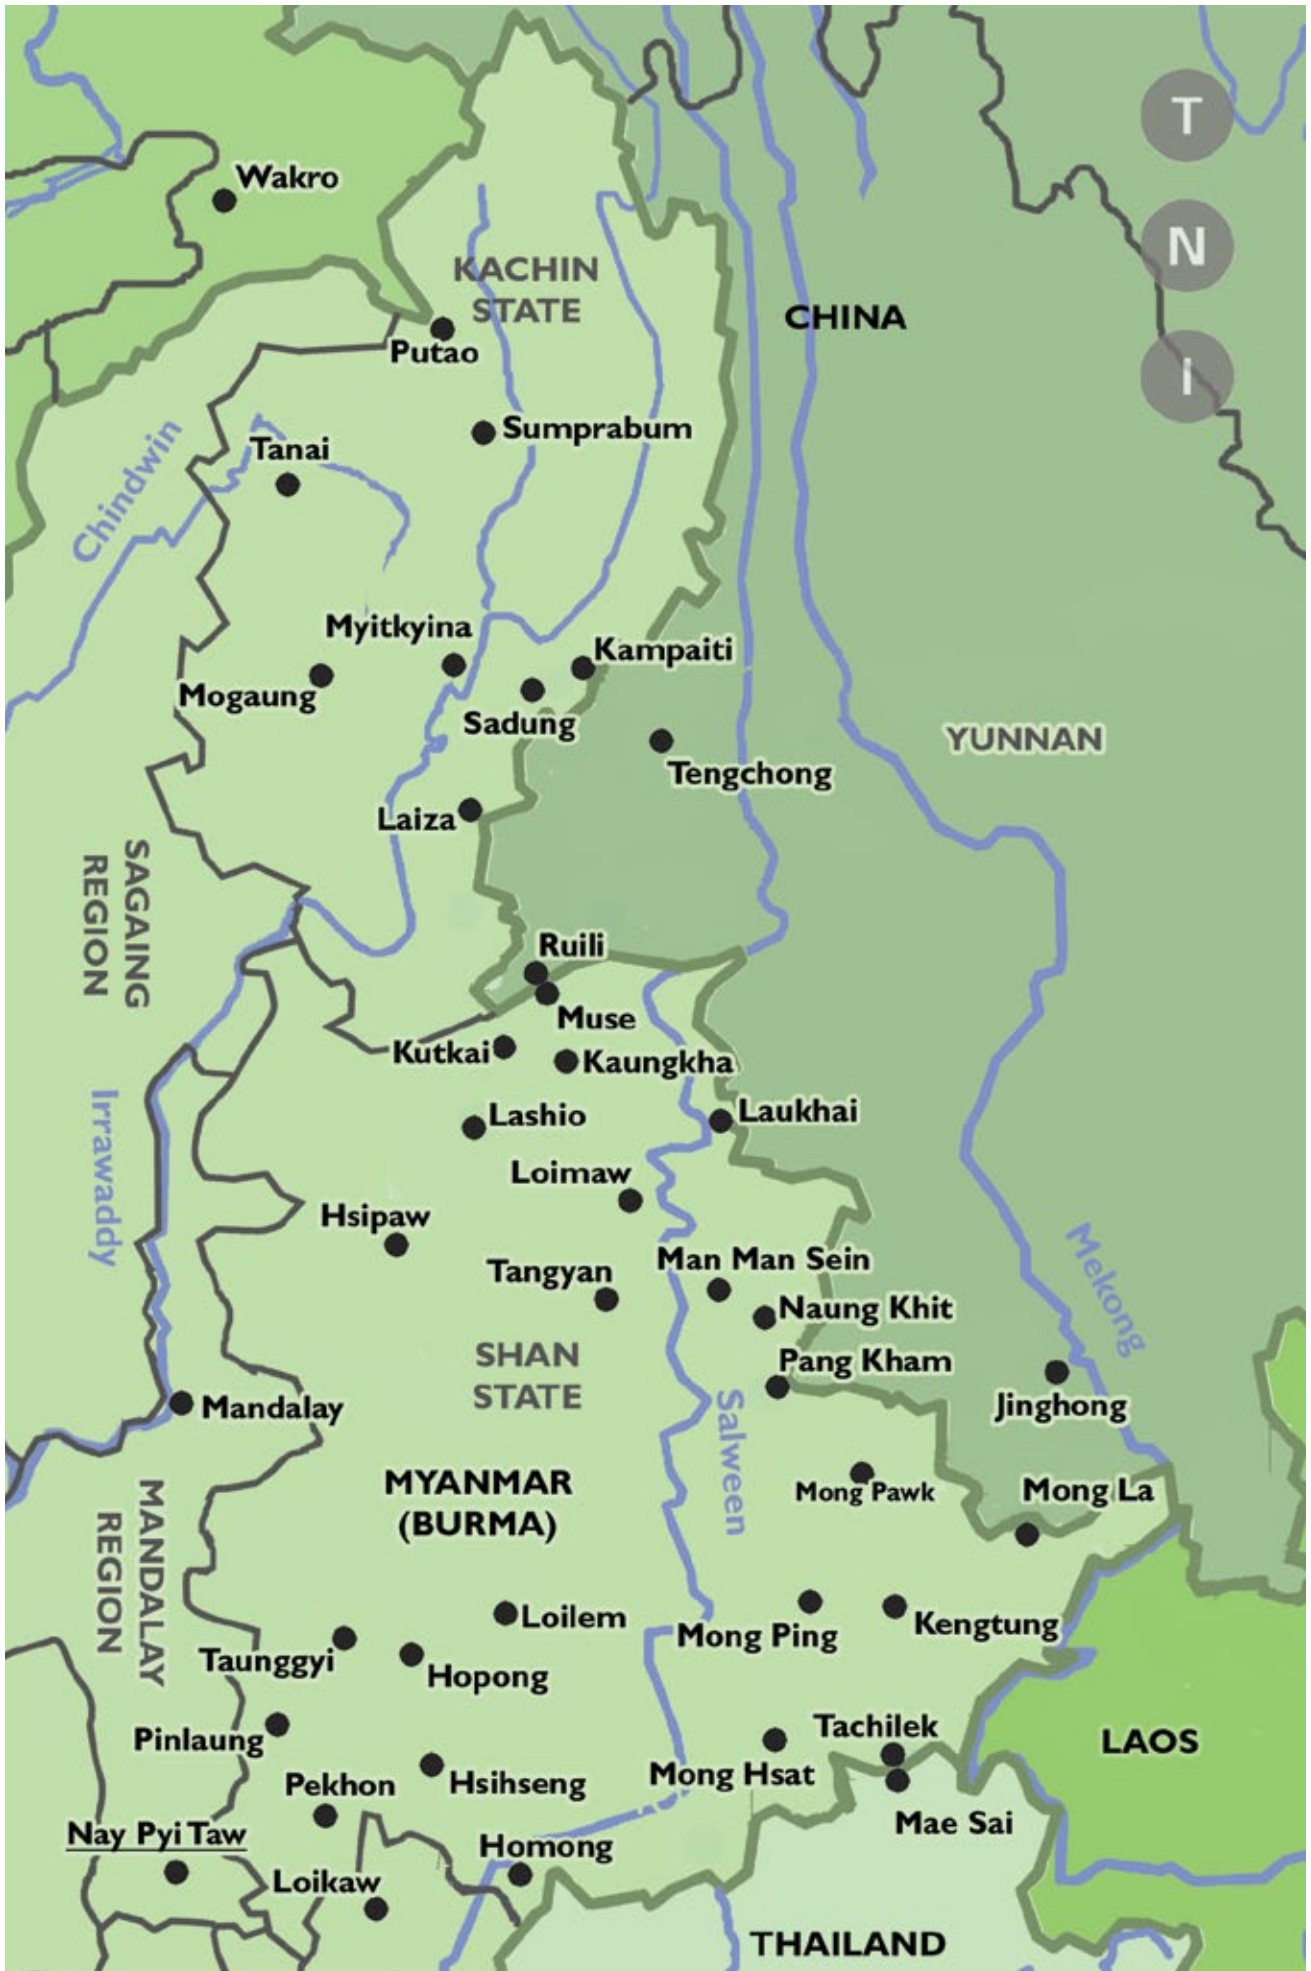 T
Wakro
N
KACHIN
STATE
CHINA
Putao
I
Sumprabum
Tanai
Chindwin
Myitkyina
Kampaiti
Mogaung
Sadung
YUNNAN
Tengchong
Laiza
SAGAING
REGION
Ruili
Muse
Kutkai
Kaungkha
Lashio
Laukhai
Irrawaddy
Loimaw
Hsipaw
Man Man Sein
Tangyan
Mekong
Naung Khit
SHAN
STATE
Pang Kham
Mandalay
Jinghong
Salween
MYANMAR
(BURMA)
Mong Pawk
Mong La
MANDALAY
REGION
Loilem
Mong Ping
Kengtung
Taunggyi
Hopong
Pinlaung
Tachilek
LAOS
Mong Hsat
Pekhon
Hsihseng
Mae Sai
Nay Pyi Taw
Homong
Loikaw
THAILAND